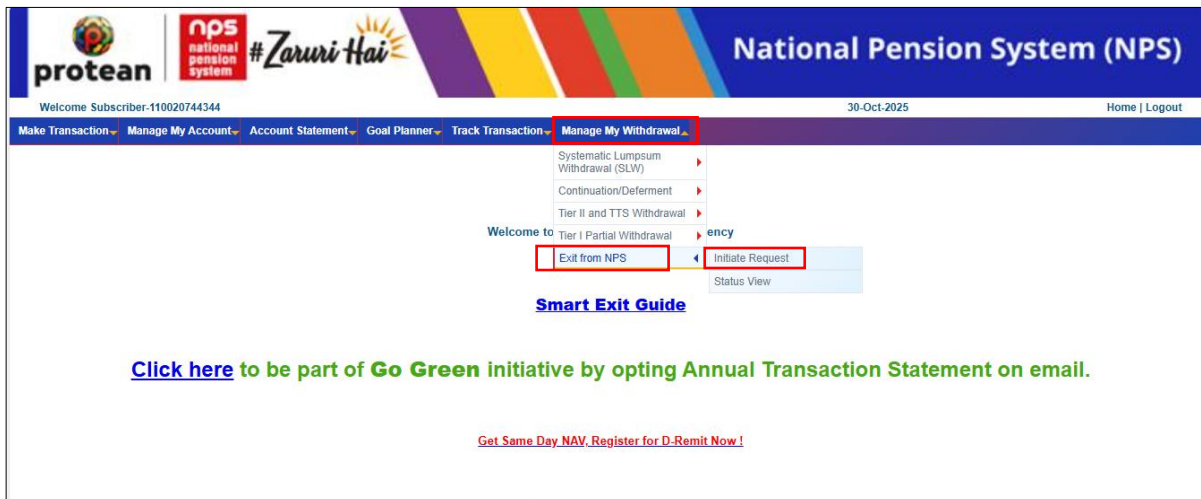 protean
nps
national
pension
system
#Zaruri Hai
National Pension System (NPS)
Welcome Subscriber-110020744344 30-Oct-2025 Home | Logout
Make Transaction Manage My Account Account Statement Goal Planner Track Transaction Manage My Withdrawal
Systematic Lumpsum
Withdrawal (SLW)
Continuation/Deferment
Tier II and TTS Withdrawal
Welcome to Tier I Partial Withdrawal ency
Exit from NPS Initiate Request
Status View
Smart Exit Guide
Click here to be part of Go Green initiative by opting Annual Transaction Statement on email.
Get Same Day NAV, Register for D-Remit Now !